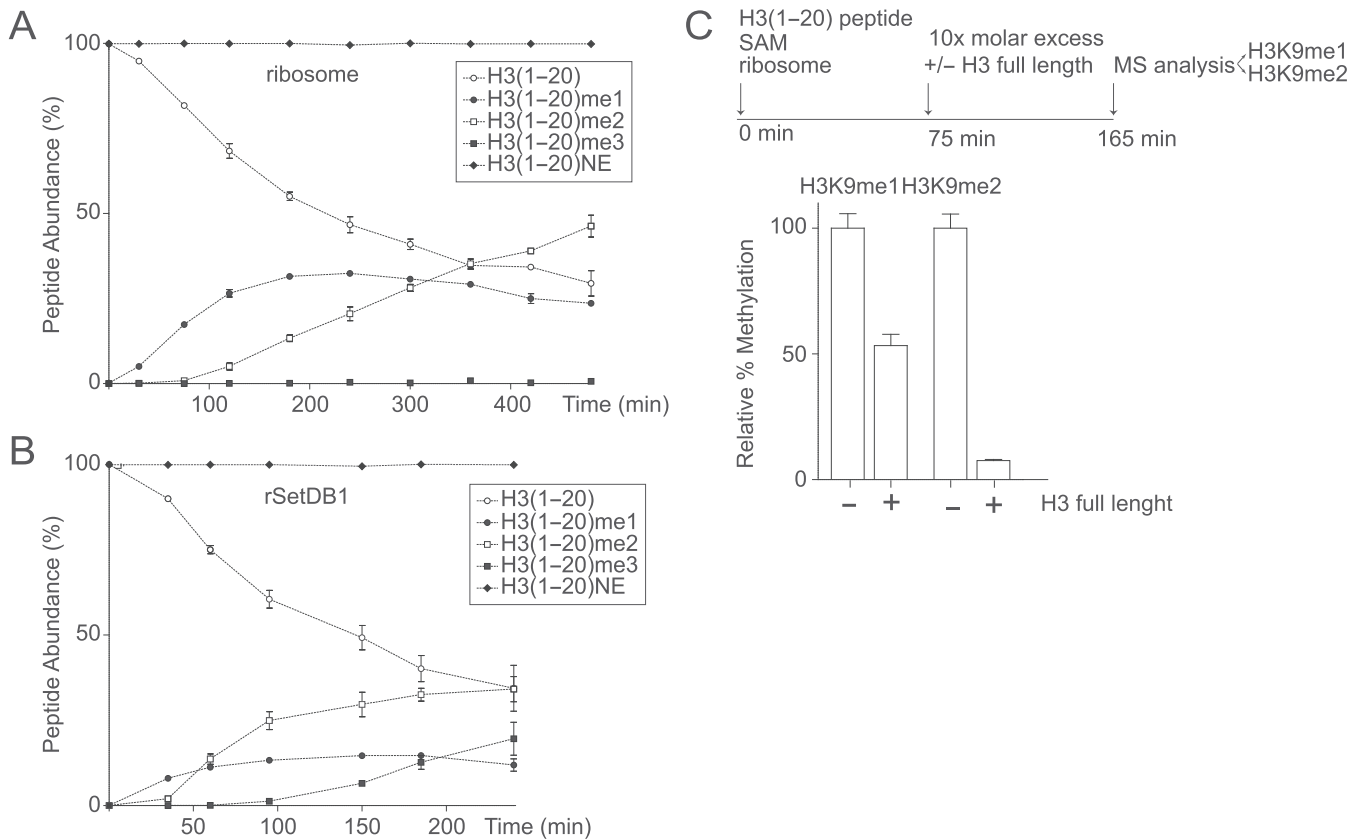 A
100
50
0
Peptide Abundance (%)
ribosome
H3(1–20)
H3(1–20)me1
H3(1–20)me2
H3(1–20)me3
H3(1–20)NE
100 200 300 400 Time (min)
B
100
50
0
Peptide Abundance (%)
rSetDB1
H3(1–20)
H3(1–20)me1
H3(1–20)me2
H3(1–20)me3
H3(1–20)NE
50 100 150 200 Time (min)
C
H3(1–20) peptide
SAM
ribosome
10x molar excess
+/– H3 full length
MS analysis
H3K9me1
H3K9me2
0 min
75 min
165 min
H3K9me1 H3K9me2
100
50
0
Relative % Methylation
– + – + H3 full lenght